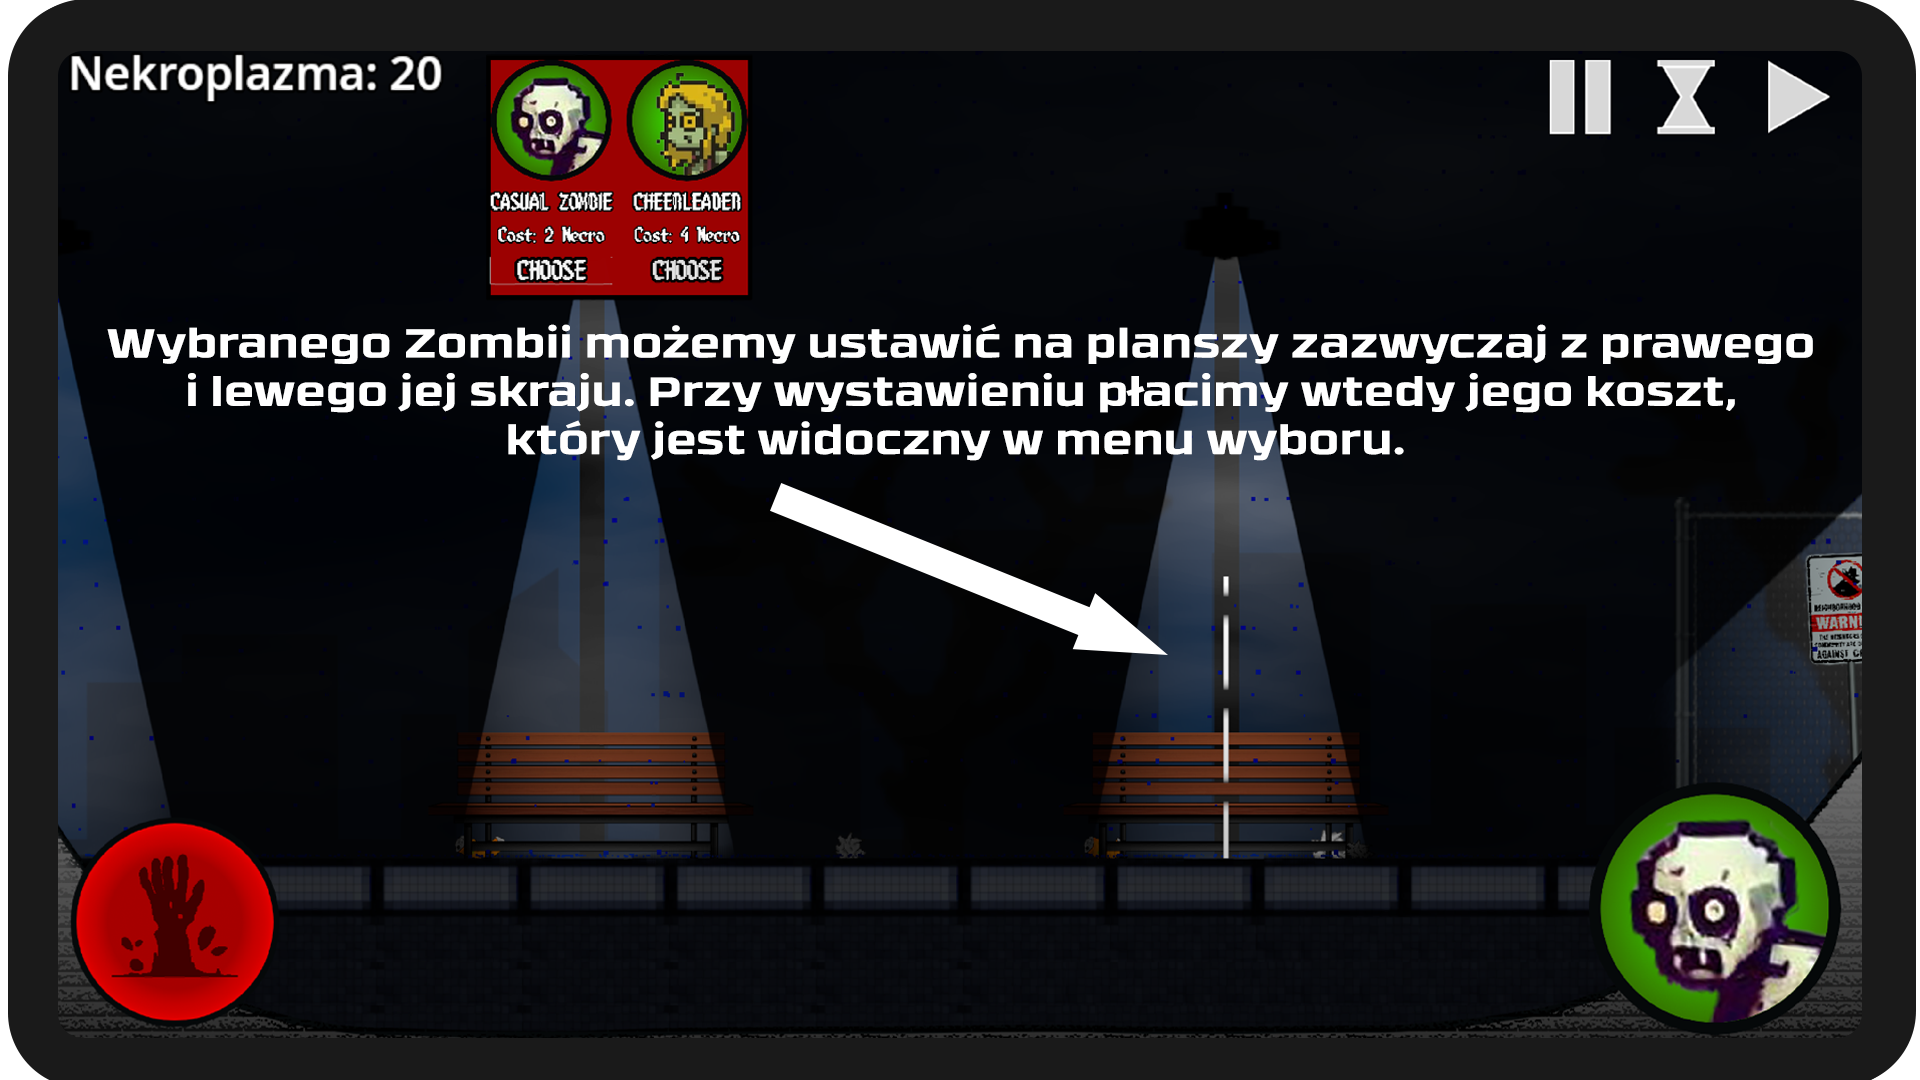 Nekroplazma: 20
CASUAL ZOMBIE CHEERLEADER
Cost: 2 Necro Cost: 4 Necro
CHOOSE CHOOSE
Wybranego Zombii możemy ustawić na planszy zazwyczaj z prawego
i lewego jej skraju. Przy wystawieniu płacimy wtedy jego koszt,
który jest widoczny w menu wyboru.
WARN
AGAINST C